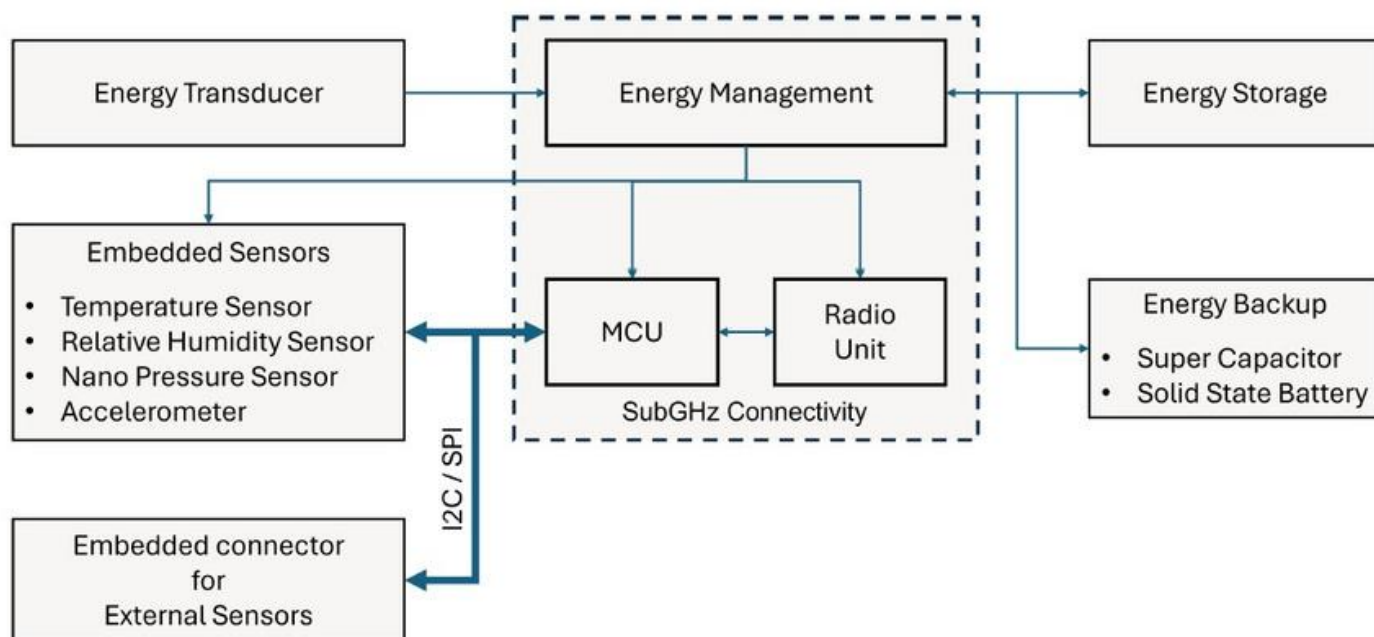 Energy Transducer
Energy Management
Energy Storage
Embedded Sensors
• Temperature Sensor
• Relative Humidity Sensor
• Nano Pressure Sensor
• Accelerometer
MCU
Radio
Unit
SubGHz Connectivity
Energy Backup
• Super Capacitor
• Solid State Battery
I2C / SPI
Embedded connector
for
External Sensors